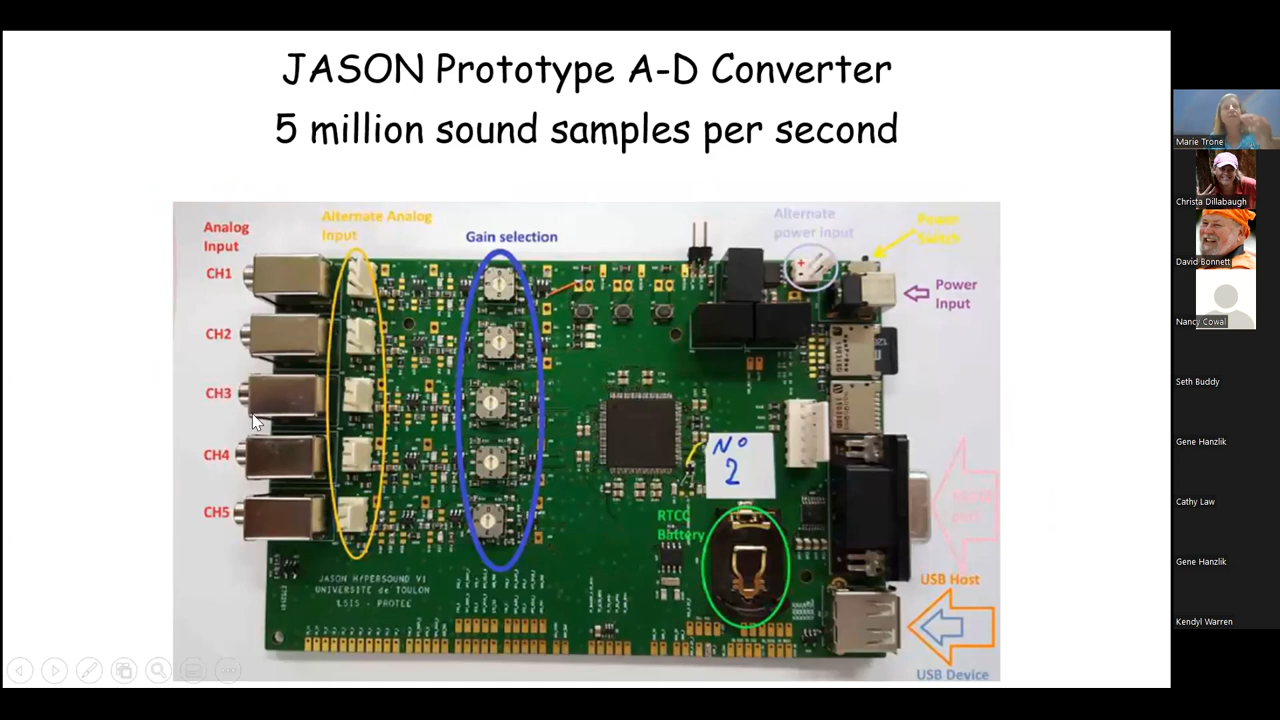 JASON Prototype A-D Converter
5 million sound samples per second
Analog
Input
Alternate Analog
Input
Gain selection
Alternate
power input
Power
Switch
Power
Input
CH1
CH2
CH3
CH4
CH5
N°
2
RTCC
Battery
JASON HYPERSOUND V1
UNIVERSITE de TOULON
LSIS - PROTEE
USB Host
USB Device
Marie Trone
Christa Dillabaugh
David Bonnett
Nancy Cowal
Seth Buddy
Gene Hanzlik
Cathy Law
Gene Hanzlik
Kendyl Warren